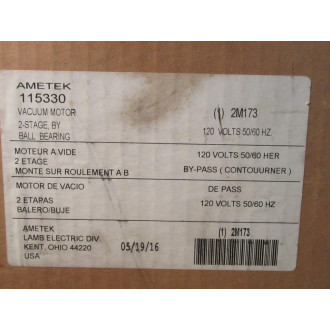 AMETEK
115330
VACUUM MOTOR (1) 2M173
2-STAGE, BY
BALL BEARING 120 VOLTS 50/60 HZ
MOTEUR A.VIDE 120 VOLTS 50/60 HER
2 ETAGE
MONTE SUR ROULEMENT A B BY-PASS ( CONTOUURNER )
MOTOR DE VACIO DE PASS
2 ETAPAS 120 VOLTS 50/60 HZ
BALERO/BUJE
AMETEK (1) 2M173
LAMB ELECTRIC DIV.
KENT, OHIO 44220 05/19/16
USA